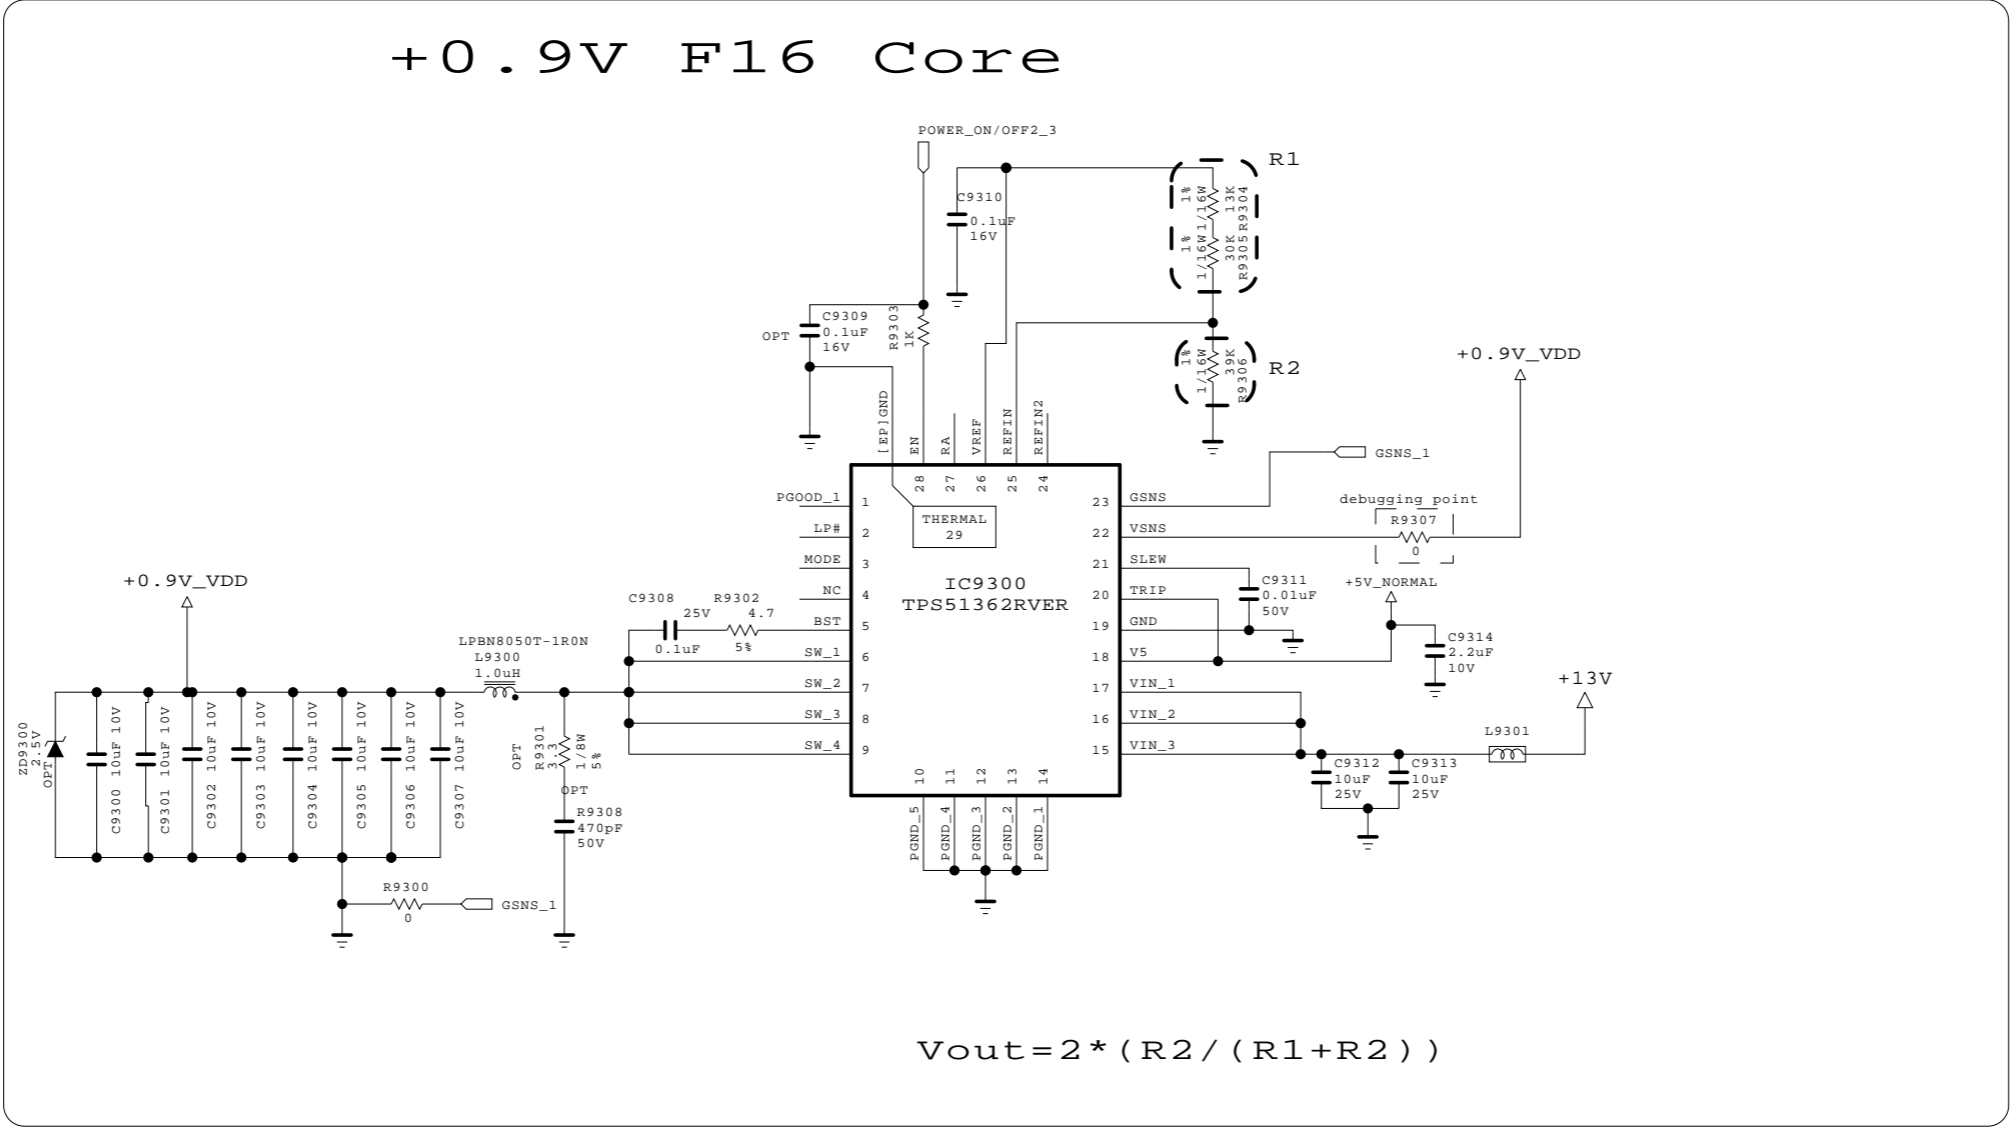 +0.9V F16 Core
POWER_ON/OFF2_3
R1
1%
1/16W
13K
R9304
1%
1/16W
30K
R9305
C9310
0.1uF
16V
OPT
C9309
0.1uF
16V
R9303
1K
1%
1/16W
39K
R9306
R2
+0.9V_VDD
[EP]GND
EN
RA
VREF
REFIN
REFIN2
28
27
26
25
24
GSNS_1
PGOOD_1
1
LP#
2
MODE
3
NC
4
BST
5
SW_1
6
SW_2
7
SW_3
8
SW_4
9
THERMAL
29
IC9300
TPS51362RVER
23
GSNS
22
VSNS
21
SLEW
20
TRIP
19
GND
18
V5
17
VIN_1
16
VIN_2
15
VIN_3
debugging point
R9307
0
+5V_NORMAL
C9311
0.01uF
50V
C9314
2.2uF
10V
+13V
L9301
C9312
10uF
25V
C9313
10uF
25V
+0.9V_VDD
C9308
25V
0.1uF
R9302
4.7
5%
LPBN8050T-1R0N
L9300
1.0uH
ZD9300
2.5V
OPT
C9300 10uF 10V
C9301 10uF 10V
C9302 10uF 10V
C9303 10uF 10V
C9304 10uF 10V
C9305 10uF 10V
C9306 10uF 10V
C9307 10uF 10V
OPT
R9301
3.3
1/8W
5%
OPT
R9308
470pF
50V
10
11
12
13
14
PGND_5
PGND_4
PGND_3
PGND_2
PGND_1
R9300
0
GSNS_1
Vout=2*(R2/(R1+R2))